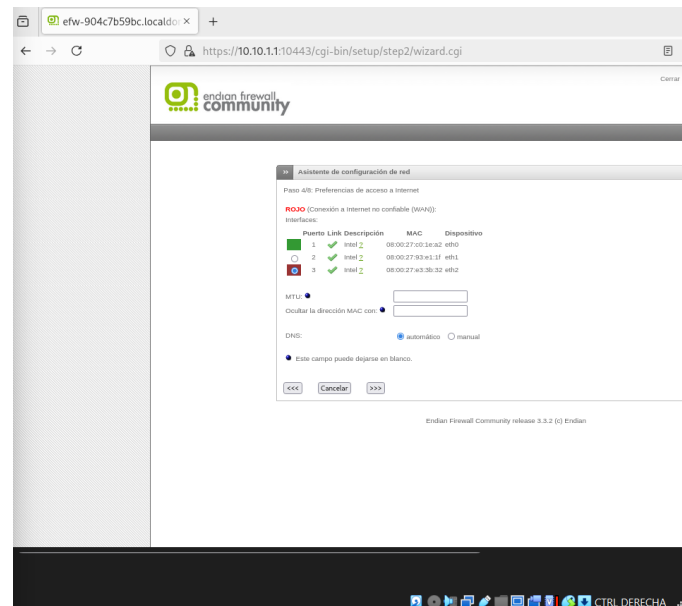 efw-904c7b59bc.localdo
https://10.10.1.1:10443/cgi-bin/setup/step2/wizard.cgi
Cerrar
endian firewall
community
Asistente de configuración de red
Paso 4/8: Preferencias de acceso a Internet
ROJO (Conexión a Internet no confiable (WAN)):
Interfaces:
Puerto Link Descripción MAC Dispositivo
1 Intel ? 08:00:27:c0:1e:a2 eth0
2 Intel ? 08:00:27:93:e1:1f eth1
3 Intel ? 08:00:27:e3:3b:32 eth2
MTU:
Ocultar la dirección MAC con:
DNS: automático manual
Este campo puede dejarse en blanco.
<<< Cancelar >>>
Endian Firewall Community release 3.3.2 (c) Endian
CTRL DERECHA